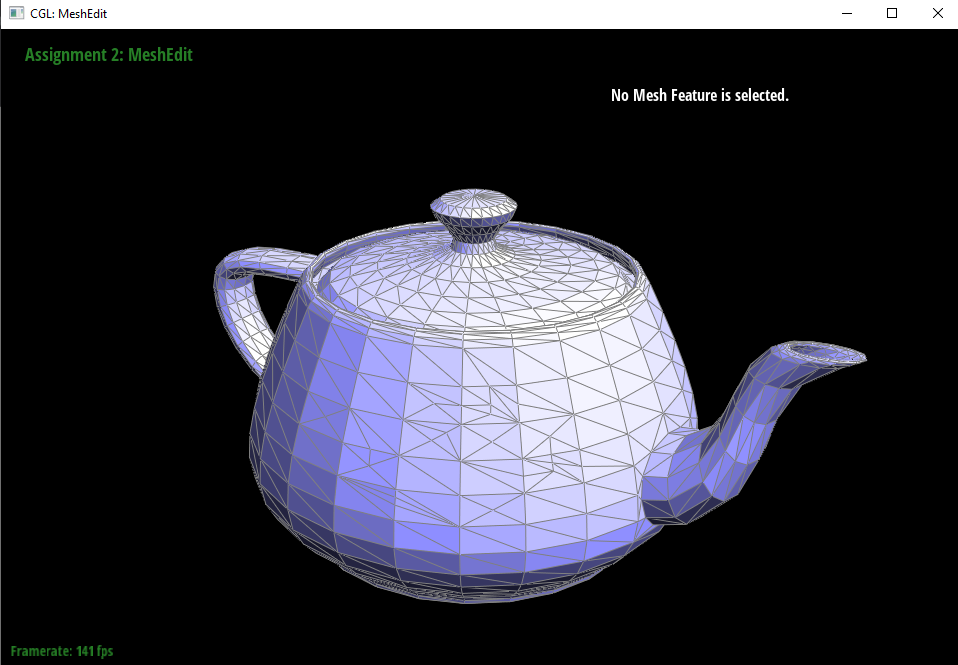 CGL: MeshEdit
Assignment 2: MeshEdit
No Mesh Feature is selected.
Framerate: 141 fps